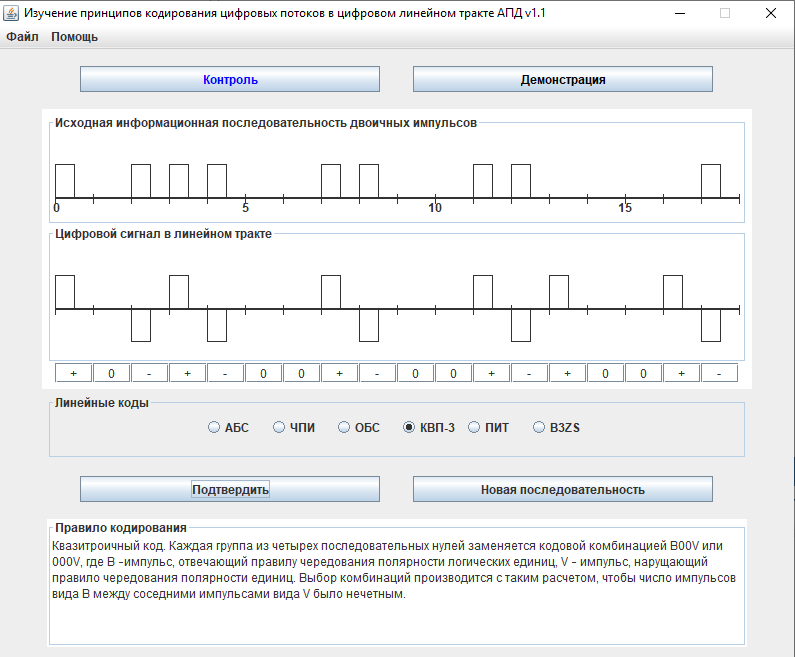 Изучение принципов кодирования цифровых потоков в цифровом линейном тракте АПД v1.1
Файл Помощь
Контроль Демонстрация
Исходная информационная последовательность двоичных импульсов
0 5 10 15
Цифровой сигнал в линейном тракте
+ 0 - + - 0 0 + - 0 0 + - + 0 0 + -
Линейные коды
АБС ЧПИ ОБС КВП-3 ПИТ B3ZS
Подтвердить Новая последовательность
Правило кодирования
Квазитроичный код. Каждая группа из четырех последовательных нулей заменяется кодовой комбинацией B00V или
000V, где B -импульс, отвечающий правилу чередования полярности логических единиц, V - импульс, нарущающий
правило чередования полярности единиц. Выбор комбинаций производится с таким расчетом, чтобы число импульсов
вида B между соседними импульсами вида V было нечетным.